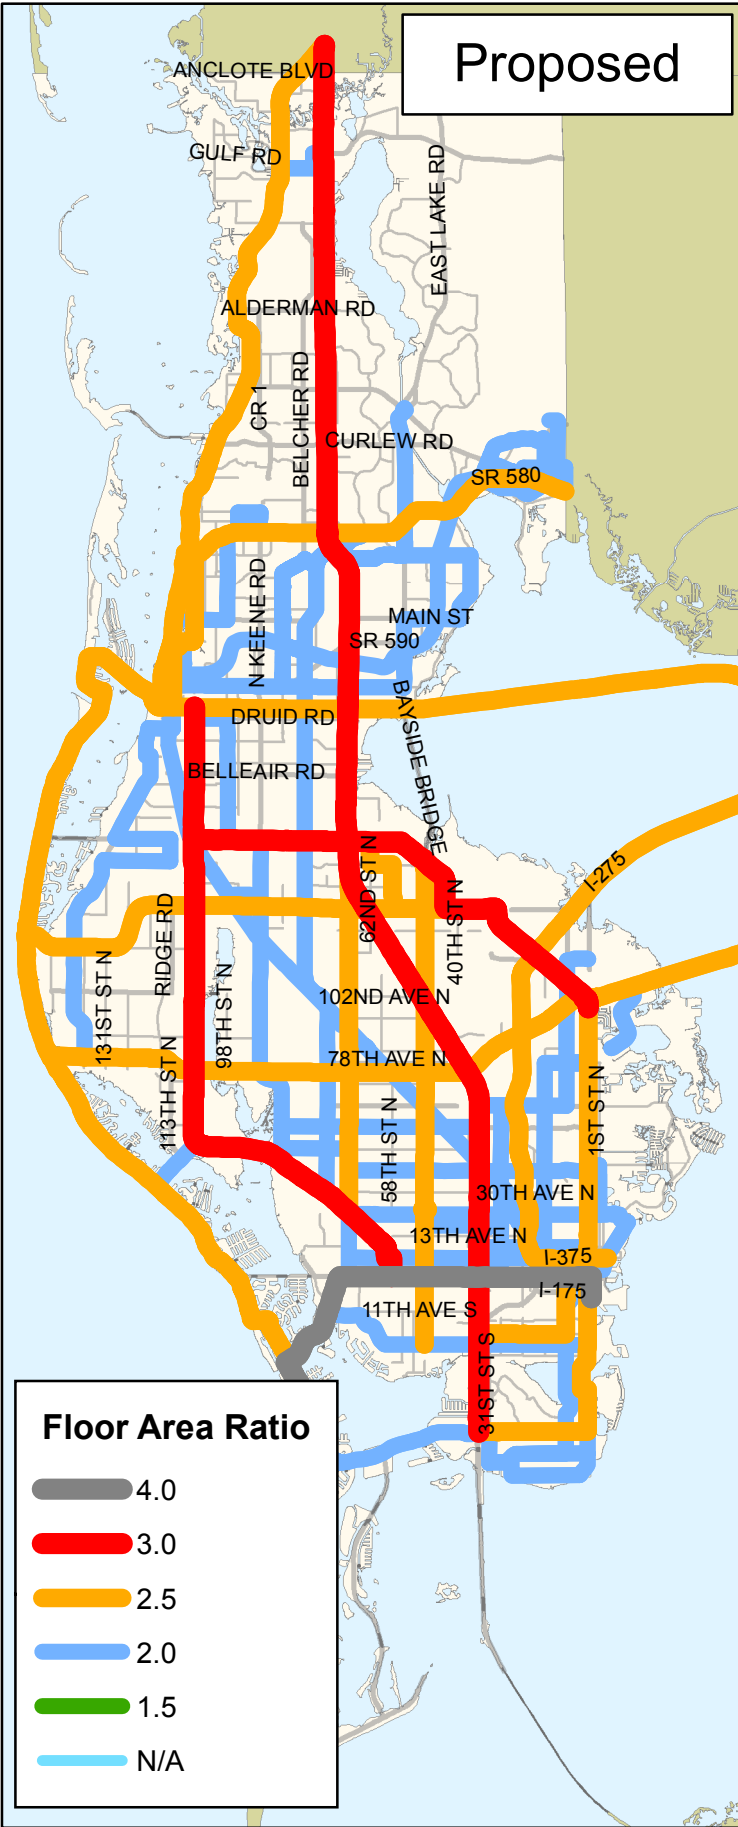 Proposed
ANCLOTE BLVD
GULF RD
EAST LAKE RD
ALDERMAN RD
CR 1
BELCHER RD
CURLEW RD
SR 580
N KEENE RD
MAIN ST
SR 590
DRUID RD
BAYSIDE BRIDGE
BELLEAIR RD
I-275
62ND ST N
40TH ST N
RIDGE RD
131ST ST N
98TH ST N
102ND AVE N
113TH ST N
78TH AVE N
58TH ST N
1ST ST N
30TH AVE N
13TH AVE N
I-375
I-175
11TH AVE S
31ST ST S
Floor Area Ratio
4.0
3.0
2.5
2.0
1.5
N/A